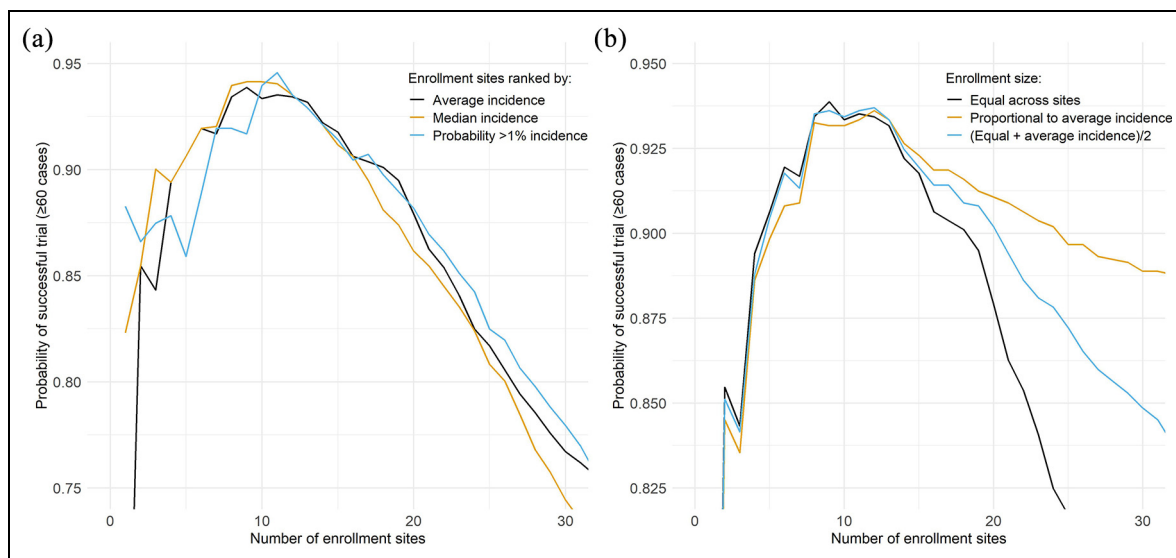 (a)
Probability of successful trial (≥60 cases)
0.95
0.90
0.85
0.80
0.75
Enrollment sites ranked by:
Average incidence
Median incidence
Probability >1% incidence
0
10
20
30
Number of enrollment sites
(b)
Probability of successful trial (≥60 cases)
0.950
0.925
0.900
0.875
0.850
0.825
Enrollment size:
Equal across sites
Proportional to average incidence
(Equal + average incidence)/2
0
10
20
30
Number of enrollment sites